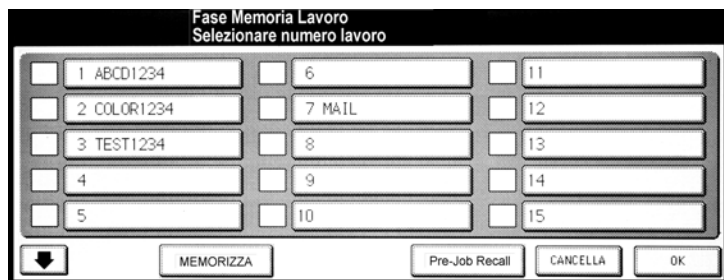 Fase Memoria Lavoro
Selezionare numero lavoro
1 ABCD1234
2 COLOR1234
3 TEST1234
4
5
6
7 MAIL
8
9
10
11
12
13
14
15
MEMORIZZA
Pre-Job Recall
CANCELLA
OK